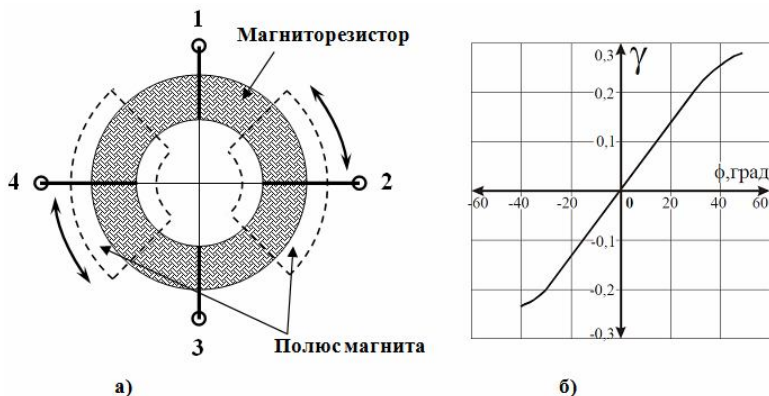 1
Магниторезистор
4
2
3
Полюс магнита
а)
0,3
γ
0,2
0,1
ϕ,град
-60 -40 -20 0 20 40 60
-0,1
-0,2
-0,3
б)